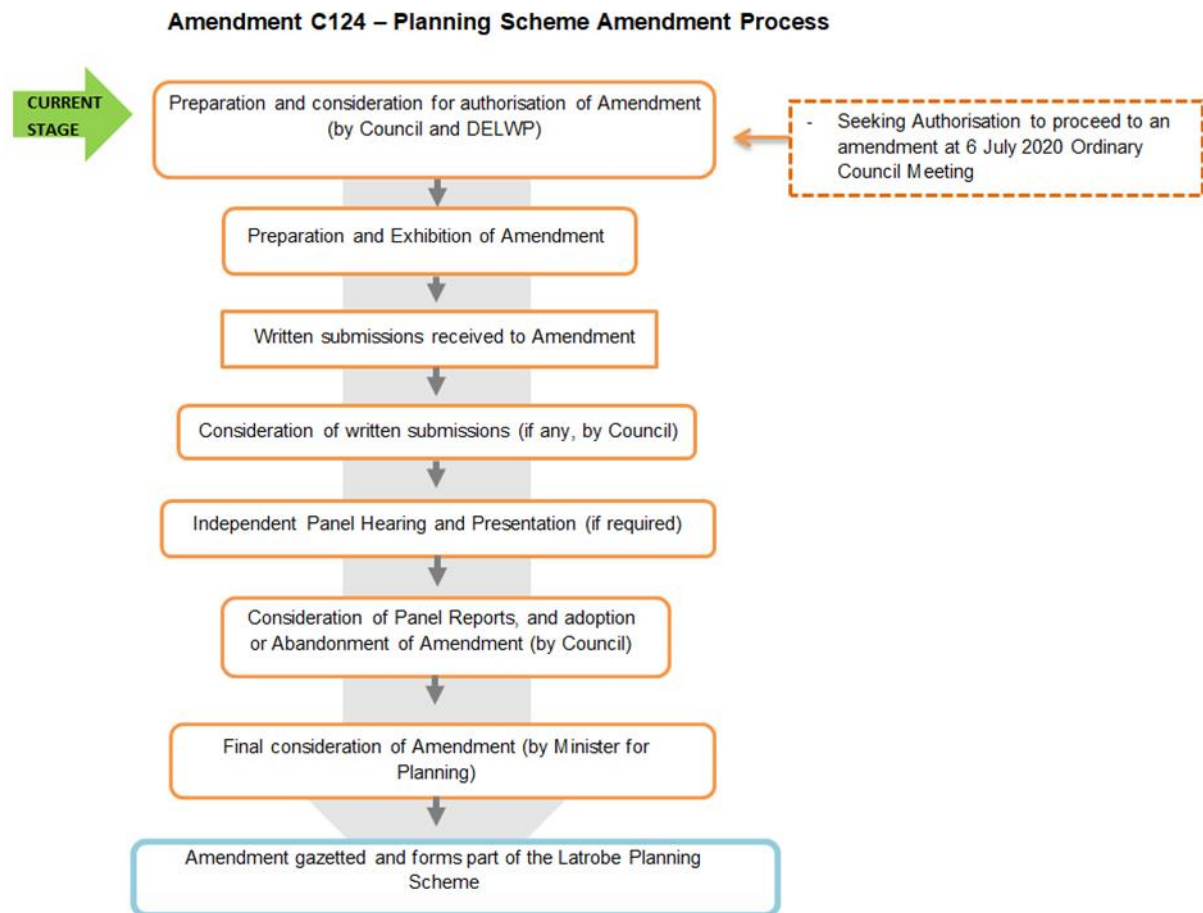 Amendment C124 – Planning Scheme Amendment Process
CURRENT
STAGE
Preparation and consideration for authorisation of Amendment
(by Council and DELWP)
- Seeking Authorisation to proceed to an
amendment at 6 July 2020 Ordinary
Council Meeting
Preparation and Exhibition of Amendment
Written submissions received to Amendment
Consideration of written submissions (if any, by Council)
Independent Panel Hearing and Presentation (if required)
Consideration of Panel Reports, and adoption
or Abandonment of Amendment (by Council)
Final consideration of Amendment (by Minister for
Planning)
Amendment gazetted and forms part of the Latrobe Planning
Scheme